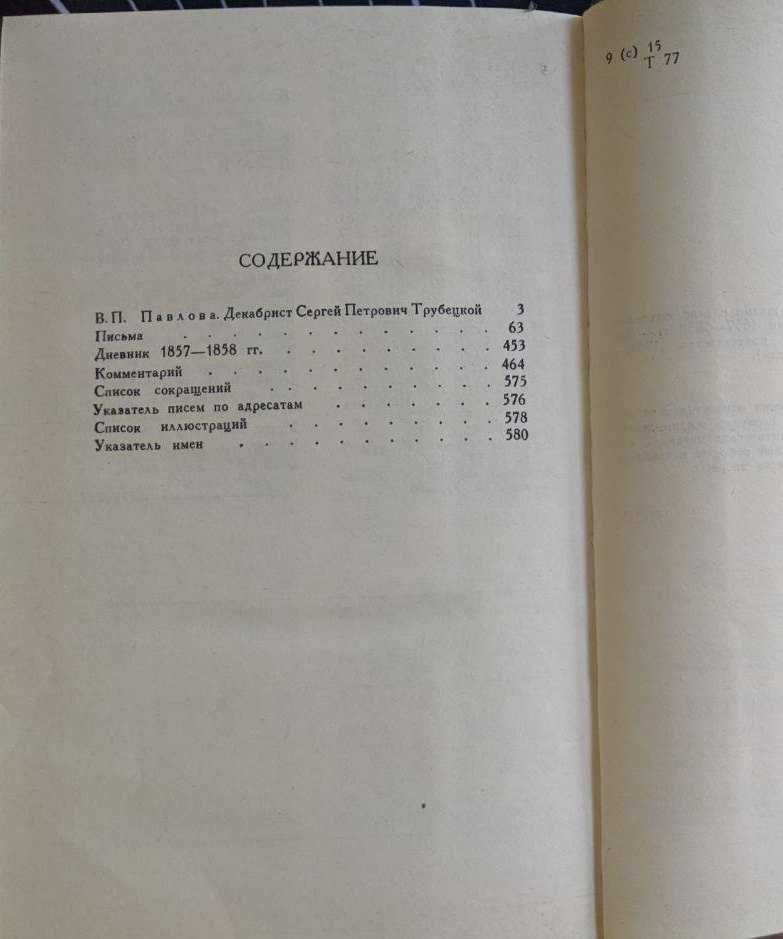 СОДЕРЖАНИЕ
В. П. Павлова. Декабрист Сергей Петрович Трубецкой 3
Письма . . . . . . . . . . . . . 63
Дневник 1857—1858 гг. . . . . . . . . . 453
Комментарий . . . . . . . . . . . . 464
Список сокращений . . . . . . . . . . 575
Указатель писем по адресатам . . . . . . . 576
Список иллюстраций . . . . . . . . . 578
Указатель имен . . . . . . . . . . . 580
9 (с) 15
Т 77